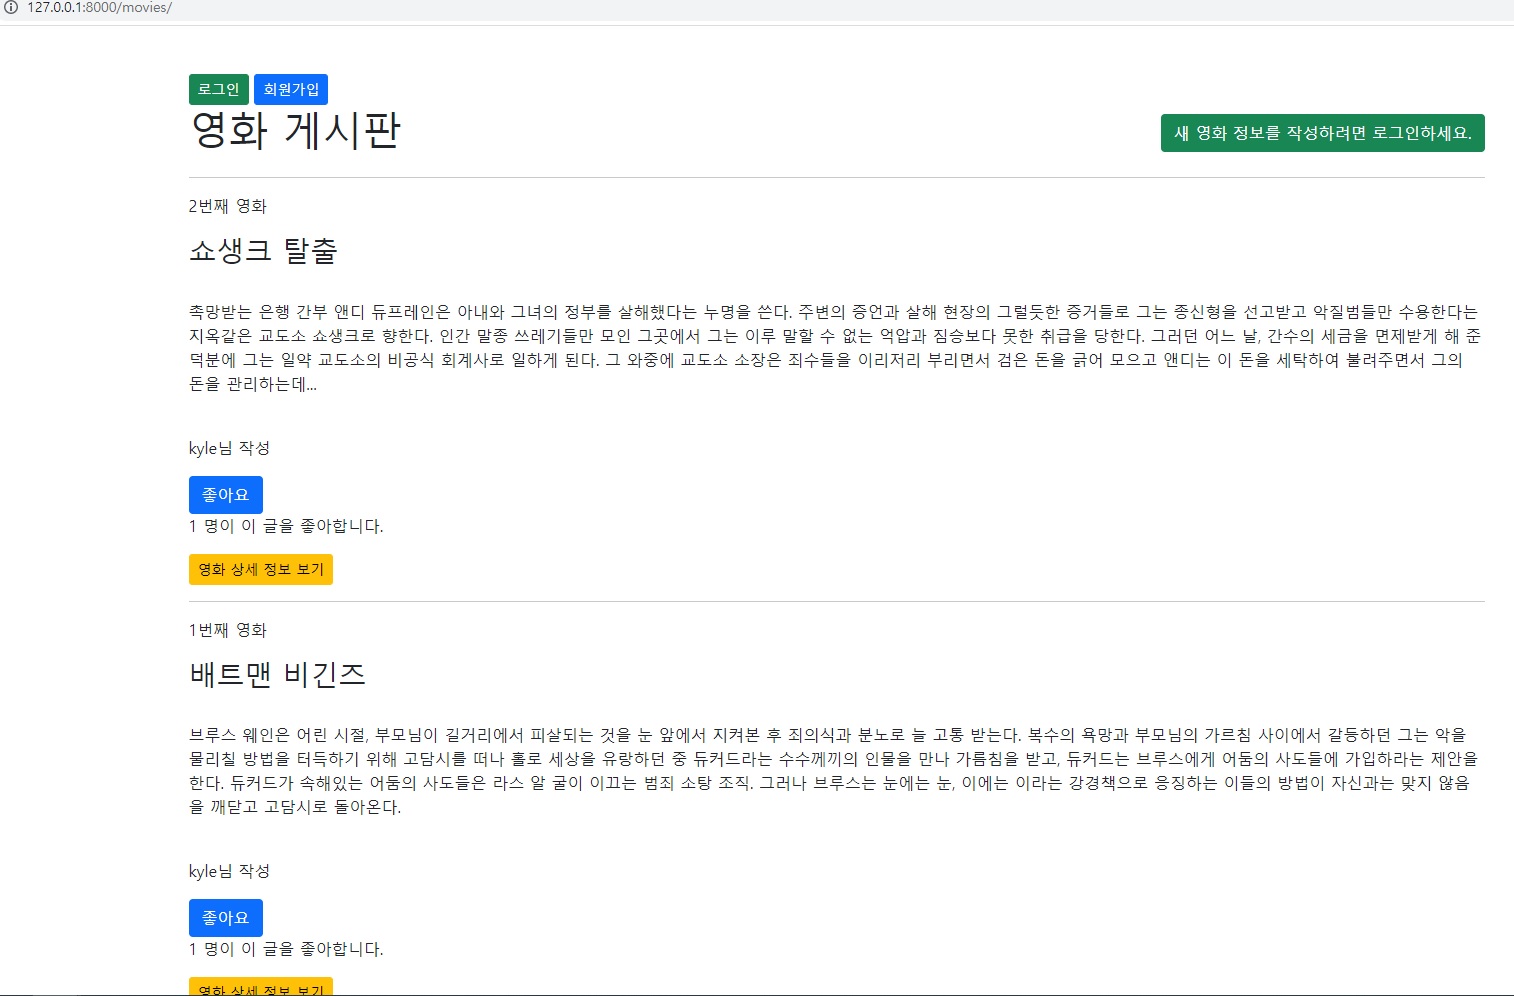 127.0.0.1:8000/movies/
로그인 회원가입
영화 게시판
새 영화 정보를 작성하려면 로그인하세요.
2번째 영화
쇼생크 탈출
촉망받는 은행 간부 앤디 듀프레인은 아내와 그녀의 정부를 살해했다는 누명을 쓴다. 주변의 증언과 살해 현장의 그럴듯한 증거들로 그는 종신형을 선고받고 악질범들만 수용한다는
지옥같은 교도소 쇼생크로 향한다. 인간 말종 쓰레기들만 모인 그곳에서 그는 이루 말할 수 없는 억압과 짐승보다 못한 취급을 당한다. 그러던 어느 날, 간수의 세금을 면제받게 해 준
덕분에 그는 일약 교도소의 비공식 회계사로 일하게 된다. 그 와중에 교도소 소장은 죄수들을 이리저리 부리면서 검은 돈을 긁어 모으고 앤디는 이 돈을 세탁하여 불려주면서 그의
돈을 관리하는데...
kyle님 작성
좋아요
1 명이 이 글을 좋아합니다.
영화 상세 정보 보기
1번째 영화
배트맨 비긴즈
브루스 웨인은 어린 시절, 부모님이 길거리에서 피살되는 것을 눈 앞에서 지켜본 후 죄의식과 분노로 늘 고통 받는다. 복수의 욕망과 부모님의 가르침 사이에서 갈등하던 그는 악을
물리칠 방법을 터득하기 위해 고담시를 떠나 홀로 세상을 유랑하던 중 듀커드라는 수수께끼의 인물을 만나 가름침을 받고, 듀커드는 브루스에게 어둠의 사도들에 가입하라는 제안을
한다. 듀커드가 속해있는 어둠의 사도들은 라스 알 굴이 이끄는 범죄 소탕 조직. 그러나 브루스는 눈에는 눈, 이에는 이라는 강경책으로 응징하는 이들의 방법이 자신과는 맞지 않음
을 깨닫고 고담시로 돌아온다.
kyle님 작성
좋아요
1 명이 이 글을 좋아합니다.
영화 상세 정보 보기